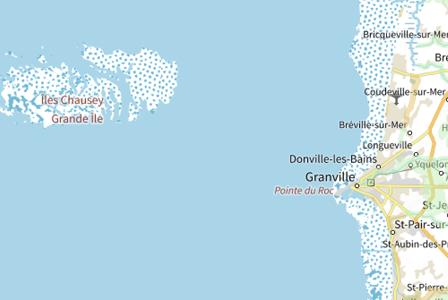 Bricqueville-sur-Mer
Coudeville-sur-Mer
Îles Chausey
Grande Île
Bréville-sur-Mer
Longueville
Donville-les-Bains
Granville
Pointe du Roc
St-Pair-sur-
St-Aubin-des-P
St-Pierre-